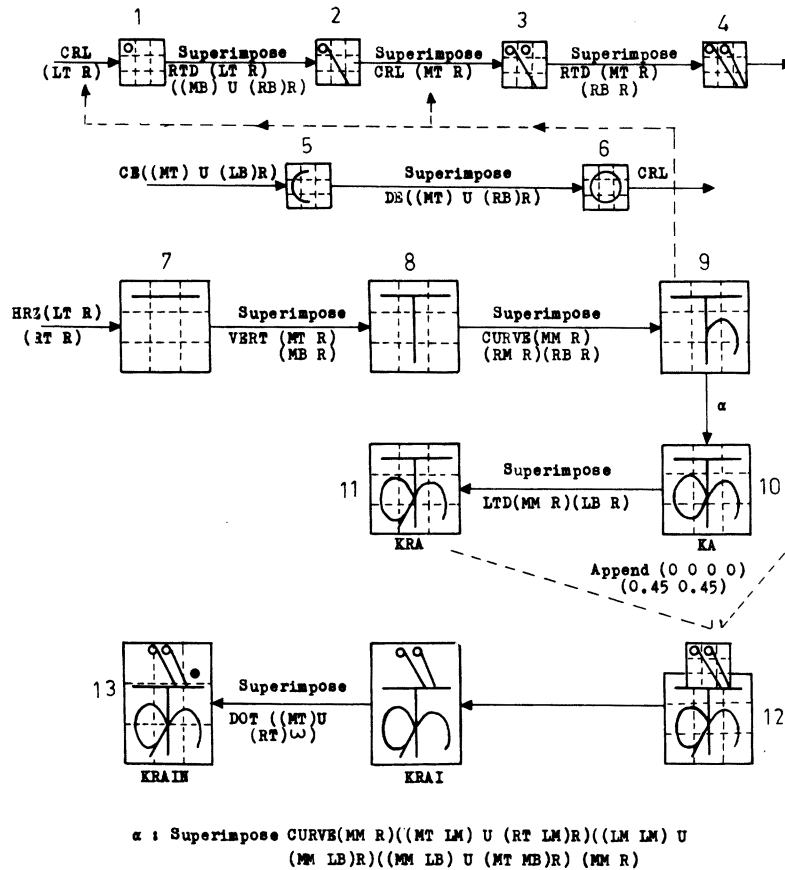 1 2 3 4
CRL Superimpose Superimpose Superimpose
(LT R) RTD (LT R) CRL (MT R) RTD (MT R)
((MB) U (RB)R) (RB R)
5 6
CE((MT) U (LB)R) Superimpose CRL
DE((MT) U (RB)R)
7 8 9
HRZ(LT R) Superimpose Superimpose
(RT R) VERT (MT R) CURVE(MM R)
(MB R) (RM R)(RB R)
α
Superimpose
11 LTD(MM R)(LB R) 10
KRA KA
Append (0 0 0 0)
(0.45 0.45)
13 Superimpose 12
DOT ((MT)U
(RT)ω)
KRAIN KRAI
α : Superimpose CURVE(MM R)((MT LM) U (RT LM)R)((LM LM) U
(MM LB)R)((MM LB) U (MT MB)R) (MM R)